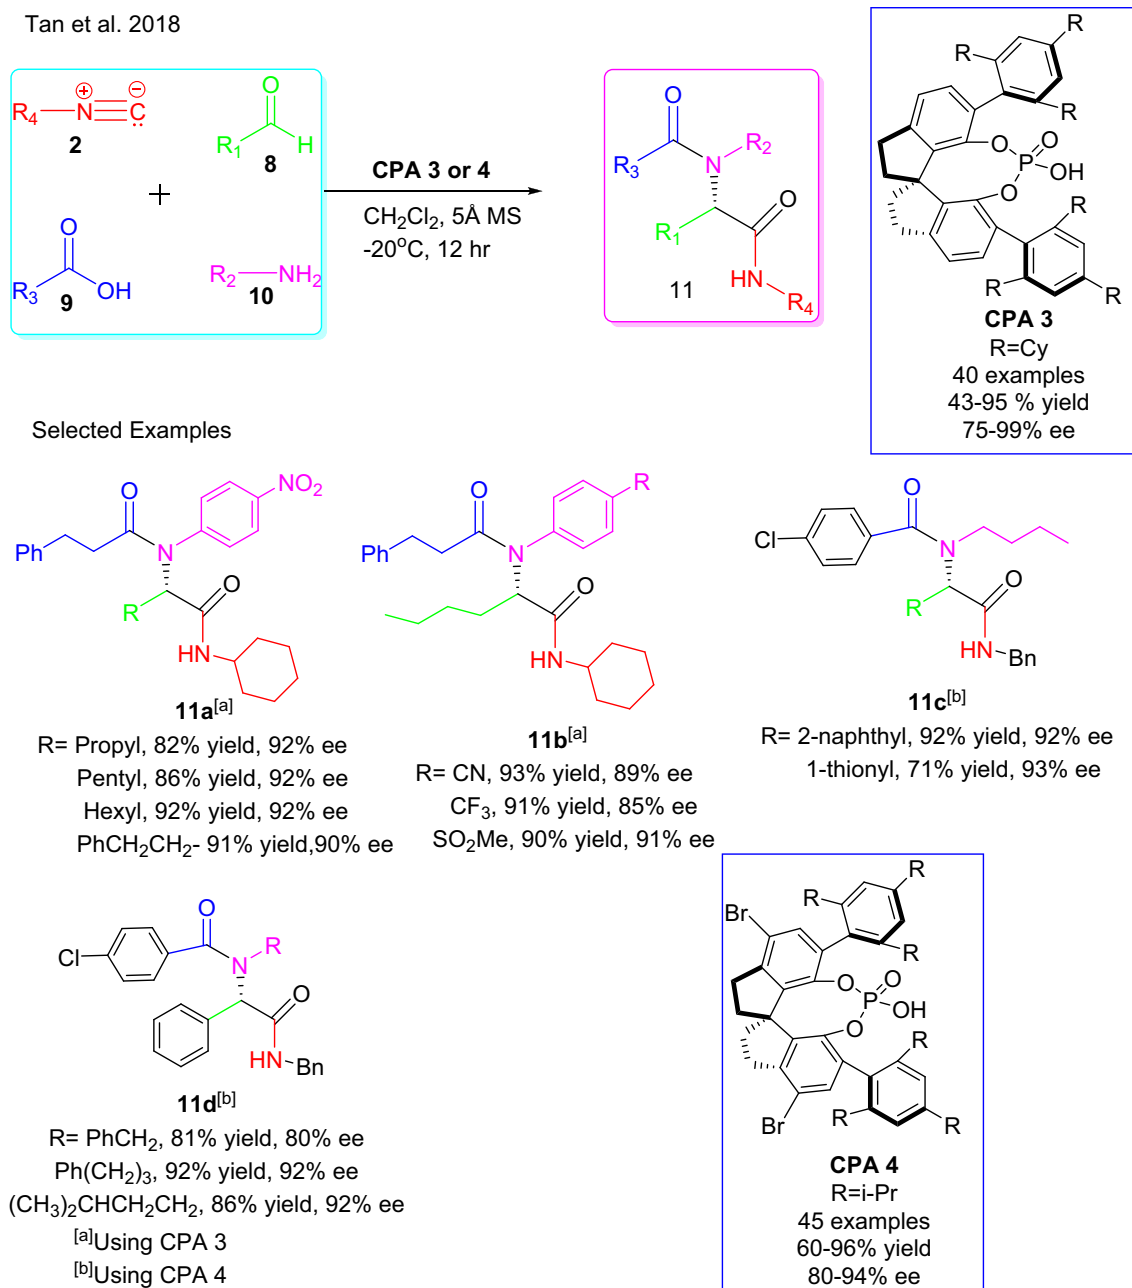 Tan et al. 2018
R4 N ⊕ C ⊖
2
O
R1 H
8
+
O
R3 OH
9
R2 NH2
10
CPA 3 or 4
CH2Cl2, 5Å MS
-20oC, 12 hr
O
R3 N R2
R1 O
HN R4
11
R R
R
O O
P OH
O
R
R R
CPA 3
R=Cy
40 examples
43-95 % yield
75-99% ee
Selected Examples
O NO2
Ph N
R O
HN
11a[a]
R= Propyl, 82% yield, 92% ee
Pentyl, 86% yield, 92% ee
Hexyl, 92% yield, 92% ee
PhCH2CH2- 91% yield,90% ee
O R
Ph N
O
HN
11b[a]
R= CN, 93% yield, 89% ee
CF3, 91% yield, 85% ee
SO2Me, 90% yield, 91% ee
O
Cl N
R O
HN Bn
11c[b]
R= 2-naphthyl, 92% yield, 92% ee
1-thionyl, 71% yield, 93% ee
O
Cl N R
O
HN Bn
11d[b]
R= PhCH2, 81% yield, 80% ee
Ph(CH2)3, 92% yield, 92% ee
(CH3)2CHCH2CH2, 86% yield, 92% ee
[a]Using CPA 3
[b]Using CPA 4
R
Br R
R
O O
P OH
O
R
Br R R
CPA 4
R=i-Pr
45 examples
60-96% yield
80-94% ee